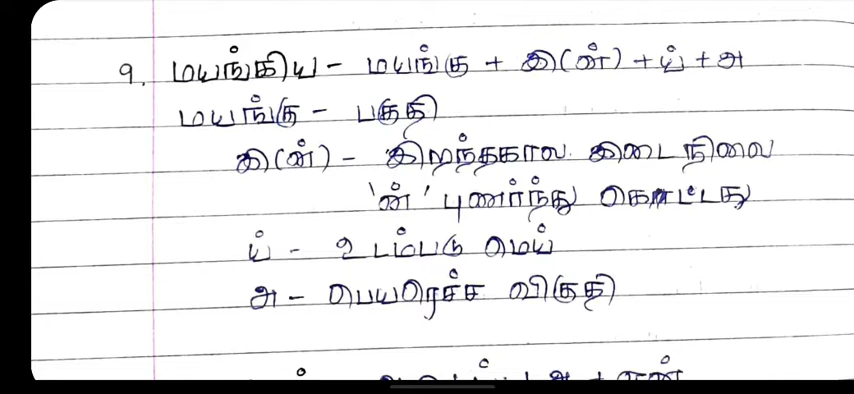 9. மயங்கிய - மயங்கு + இ(ன்) + ய் + அ
மயங்கு - பகுதி
இ(ன்) - இறந்தகால இடைநிலை
'ன்' புணர்ந்து கெட்டது
ய் - உடம்படு மெய்
அ - பெயரெச்ச விகுதி